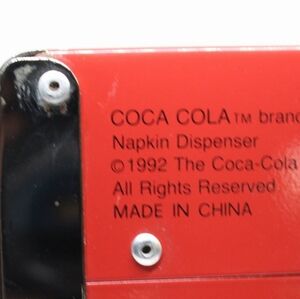 COCA COLA™ brand
Napkin Dispenser
©1992 The Coca-Cola
All Rights Reserved
MADE IN CHINA